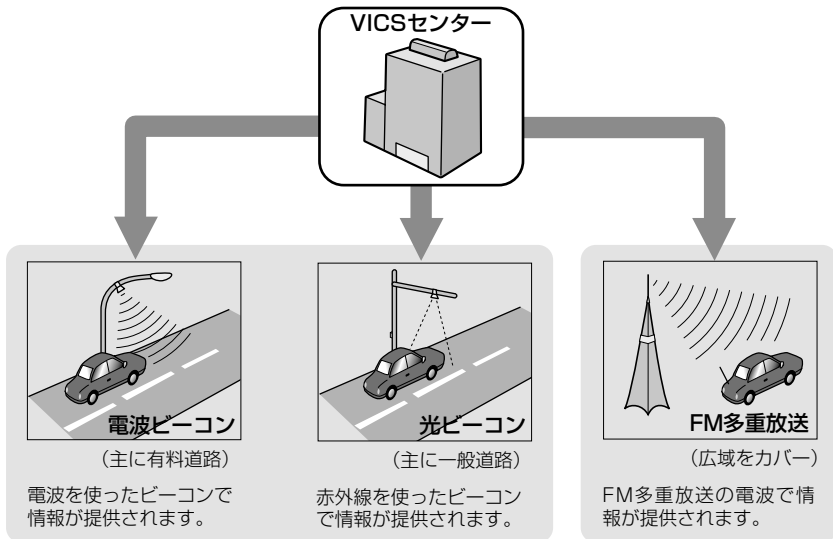 VICSセンター
電波ビーコン
(主に有料道路)
電波を使ったビーコンで
情報が提供されます。
光ビーコン
(主に一般道路)
赤外線を使ったビーコン
で情報が提供されます。
FM多重放送
(広域をカバー)
FM多重放送の電波で情
報が提供されます。